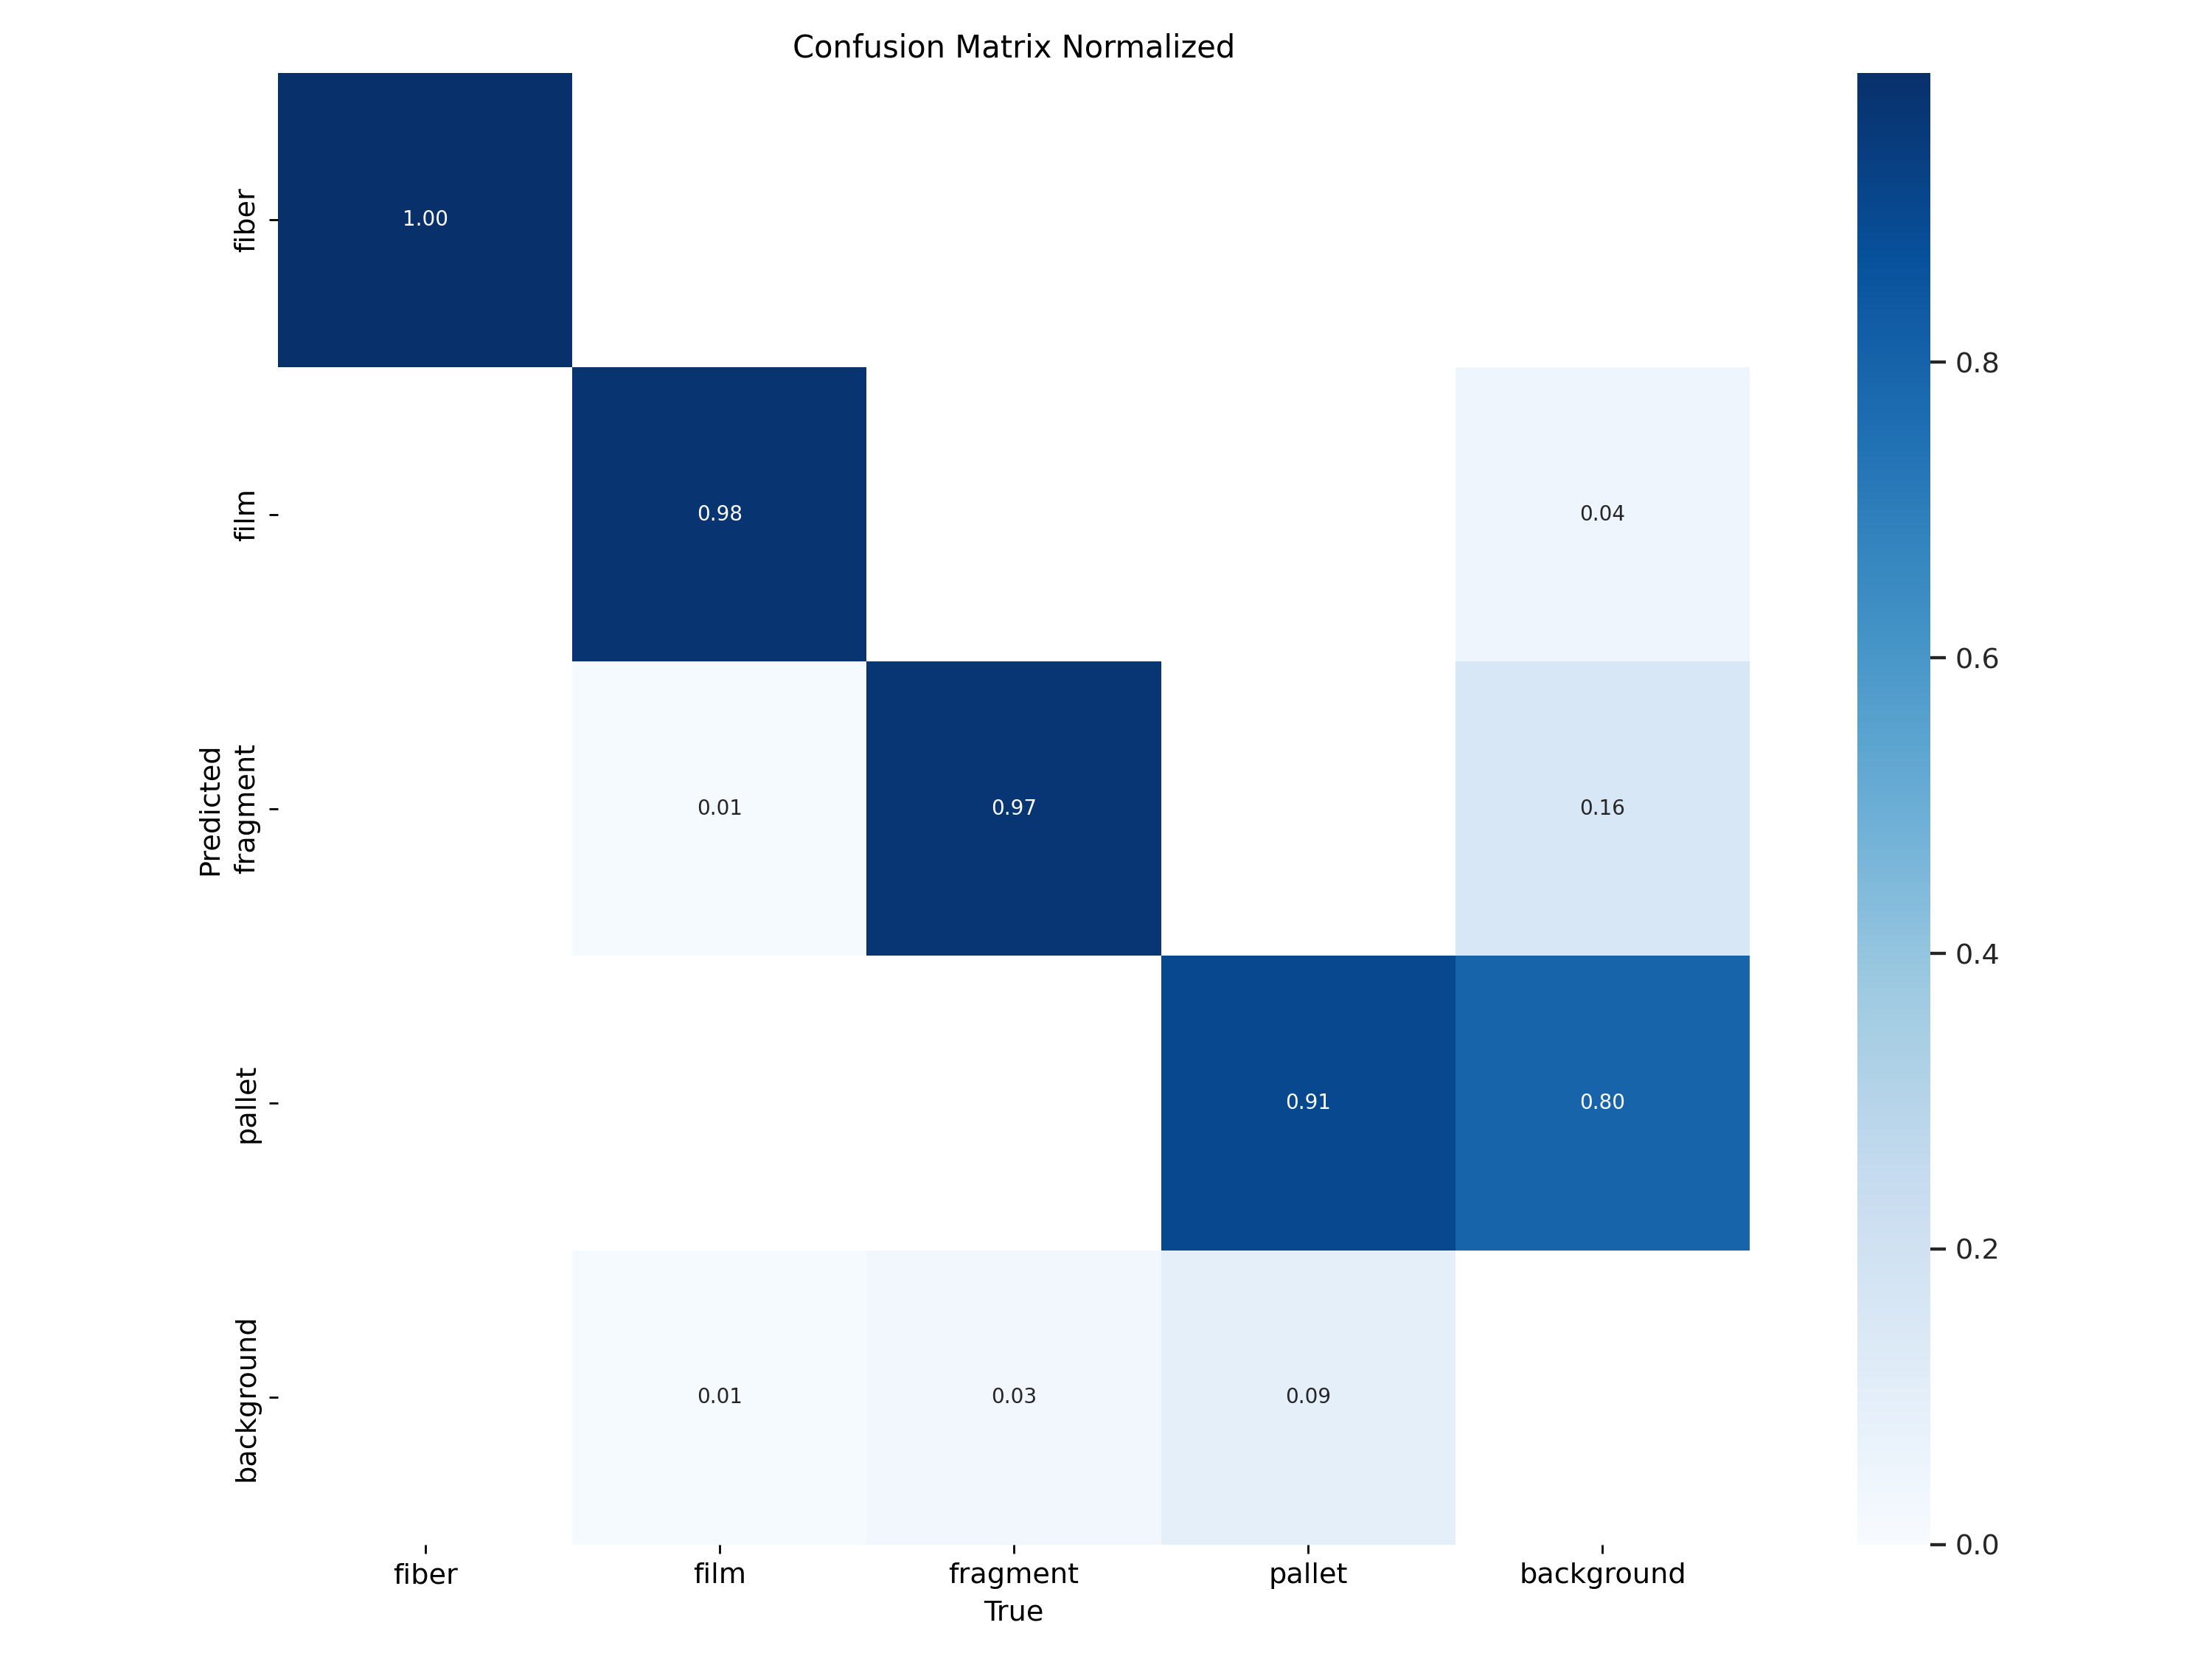 Confusion Matrix Normalized
fiber
1.00
film
0.98
0.04
0.8
0.6
Predicted
fragment
0.01
0.97
0.16
0.4
pallet
0.91
0.80
0.2
background
0.01
0.03
0.09
0.0
fiber
film
fragment
pallet
background
True